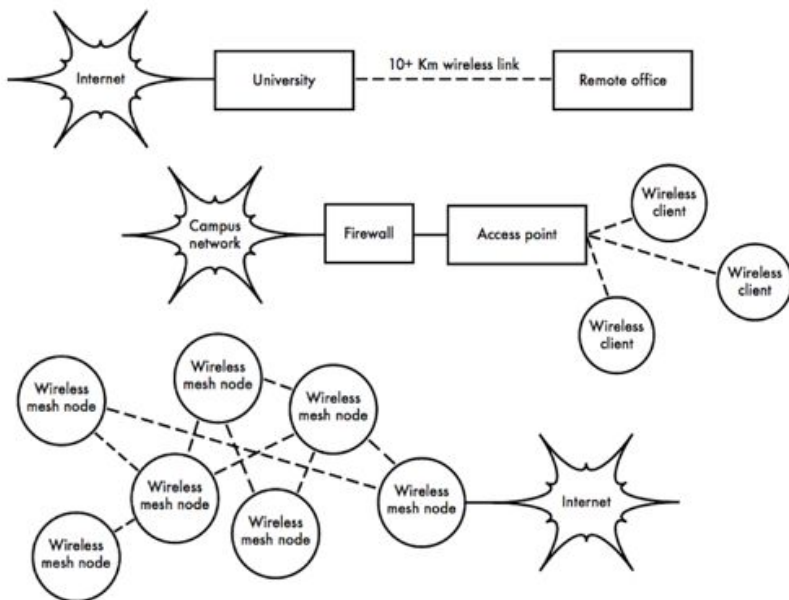 10+ Km wireless link
Internet
University
Remote office
Wireless
client
Campus
network
Firewall
Access point
Wireless
client
Wireless
client
Wireless
mesh node
Wireless
mesh node
Wireless
mesh node
Wireless
mesh node
Wireless
mesh node
Wireless
mesh node
Internet
Wireless
mesh node